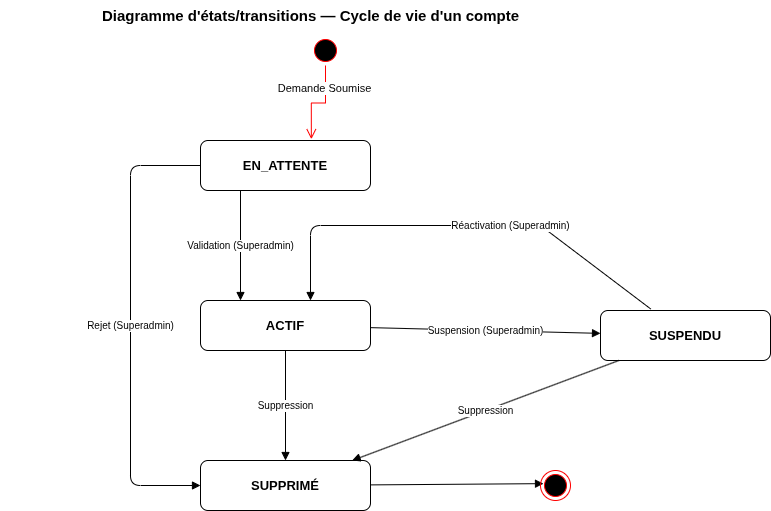 Diagramme d'états/transitions — Cycle de vie d'un compte
Demande Soumise
EN_ATTENTE
Réactivation (Superadmin)
Validation (Superadmin)
Rejet (Superadmin)
ACTIF
Suspension (Superadmin)
SUSPENDU
Suppression
Suppression
SUPPRIMÉ